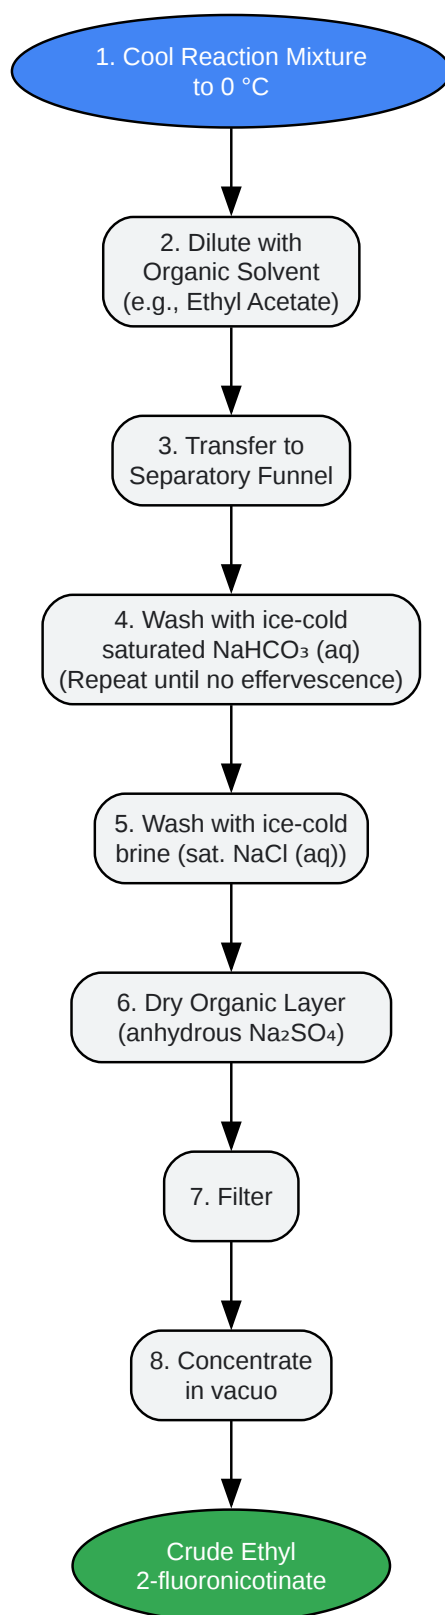 1. Cool Reaction Mixture
to 0 °C
2. Dilute with
Organic Solvent
(e.g., Ethyl Acetate)
3. Transfer to
Separatory Funnel
4. Wash with ice-cold
saturated NaHCO₃ (aq)
(Repeat until no effervescence)
5. Wash with ice-cold
brine (sat. NaCl (aq))
6. Dry Organic Layer
(anhydrous Na₂SO₄)
7. Filter
8. Concentrate
in vacuo
Crude Ethyl
2-fluoronicotinate